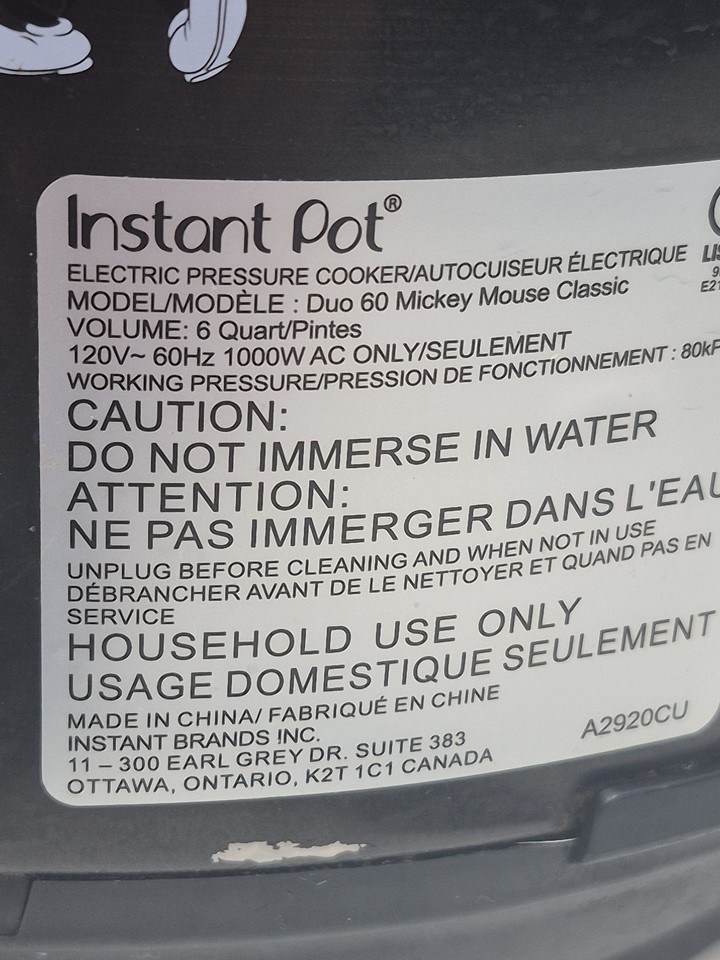 Instant Pot®
ELECTRIC PRESSURE COOKER/AUTOCUISEUR ÉLECTRIQUE
MODEL/MODÈLE : Duo 60 Mickey Mouse Classic
VOLUME: 6 Quart/Pintes
120V~ 60Hz 1000W AC ONLY/SEULEMENT
WORKING PRESSURE/PRESSION DE FONCTIONNEMENT : 80kP
CAUTION:
DO NOT IMMERSE IN WATER
ATTENTION:
NE PAS IMMERGER DANS L'EAU
UNPLUG BEFORE CLEANING AND WHEN NOT IN USE
DÉBRANCHER AVANT DE LE NETTOYER ET QUAND PAS EN
SERVICE
HOUSEHOLD USE ONLY
USAGE DOMESTIQUE SEULEMENT
MADE IN CHINA/ FABRIQUÉ EN CHINE
INSTANT BRANDS INC.
11 – 300 EARL GREY DR. SUITE 383
OTTAWA, ONTARIO, K2T 1C1 CANADA
A2920CU
LIS
E21